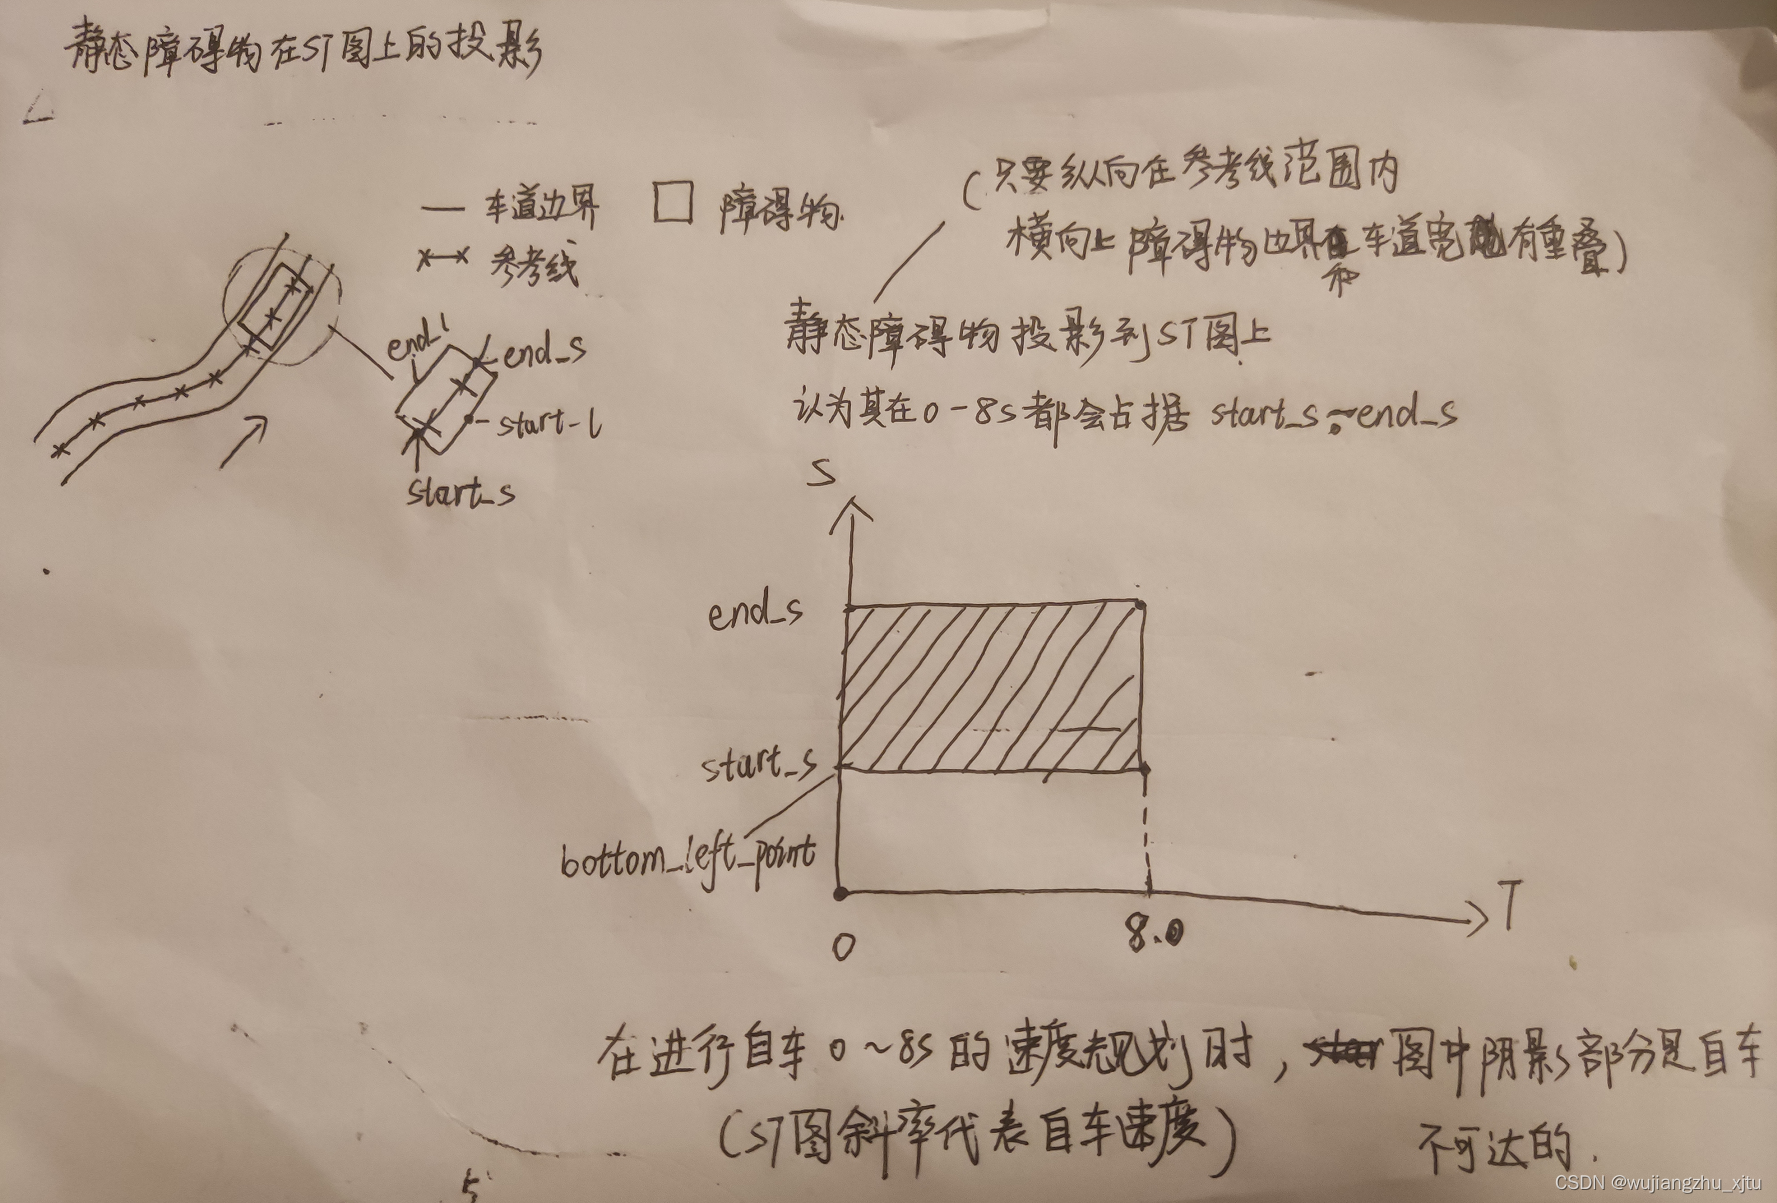 静态障碍物在ST图上的投影
— 车道边界 □ 障碍物
×—× 参考线
(只要纵向在参考线范围内
横向上障碍物边界和车道宽有重叠)
静态障碍物投影到ST图上
认为其在0-8s都会占据 start_s~end_s
end_l
end_s
start_l
start_s
S
end_s
start_s
bottom_left_point
0
8.0
T
在进行自车0~8s的速度规划时,图中阴影部分是自车
不可达的.
(ST图斜率代表自车速度)
CSDN @wujiangzhu_xjtu